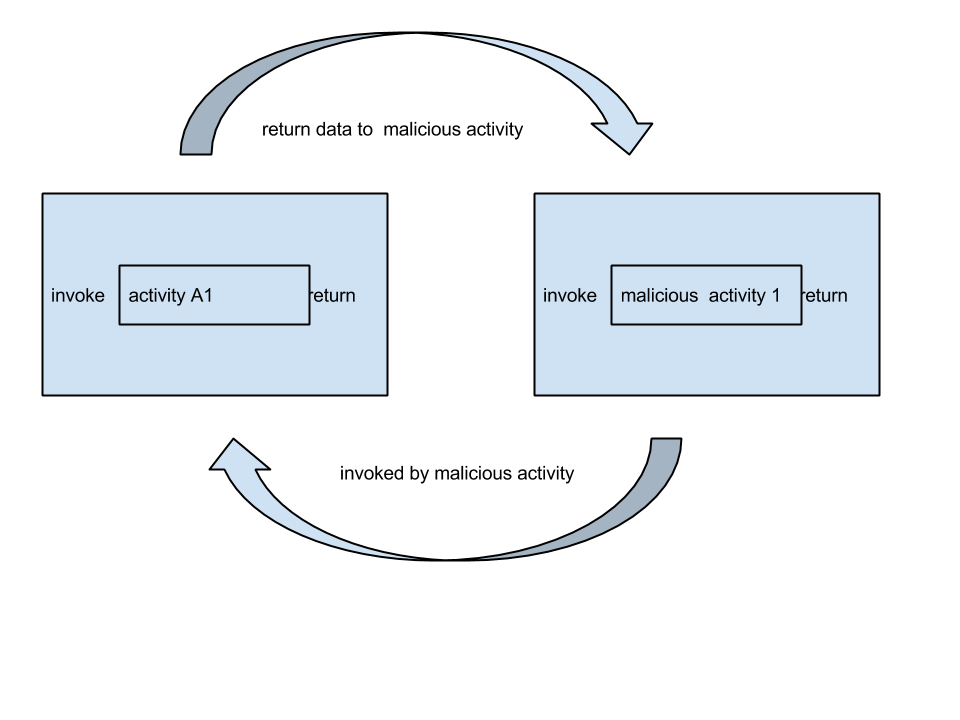 return data to malicious activity
invoke activity A1 return
invoke malicious activity 1 return
invoked by malicious activity